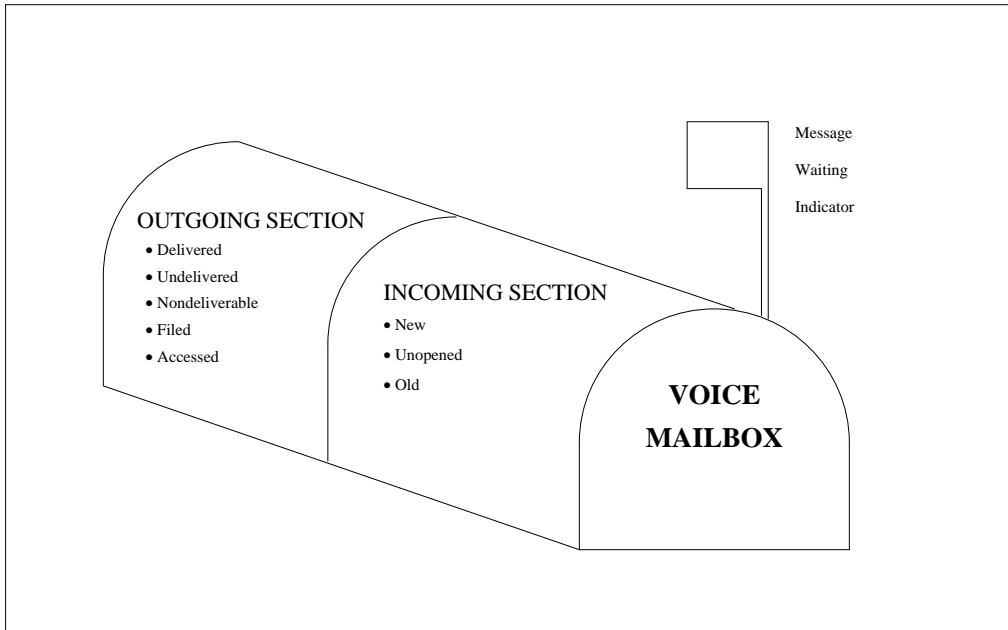 Message
Waiting
Indicator
OUTGOING SECTION
• Delivered
• Undelivered
• Nondeliverable
• Filed
• Accessed
INCOMING SECTION
• New
• Unopened
• Old
VOICE
MAILBOX